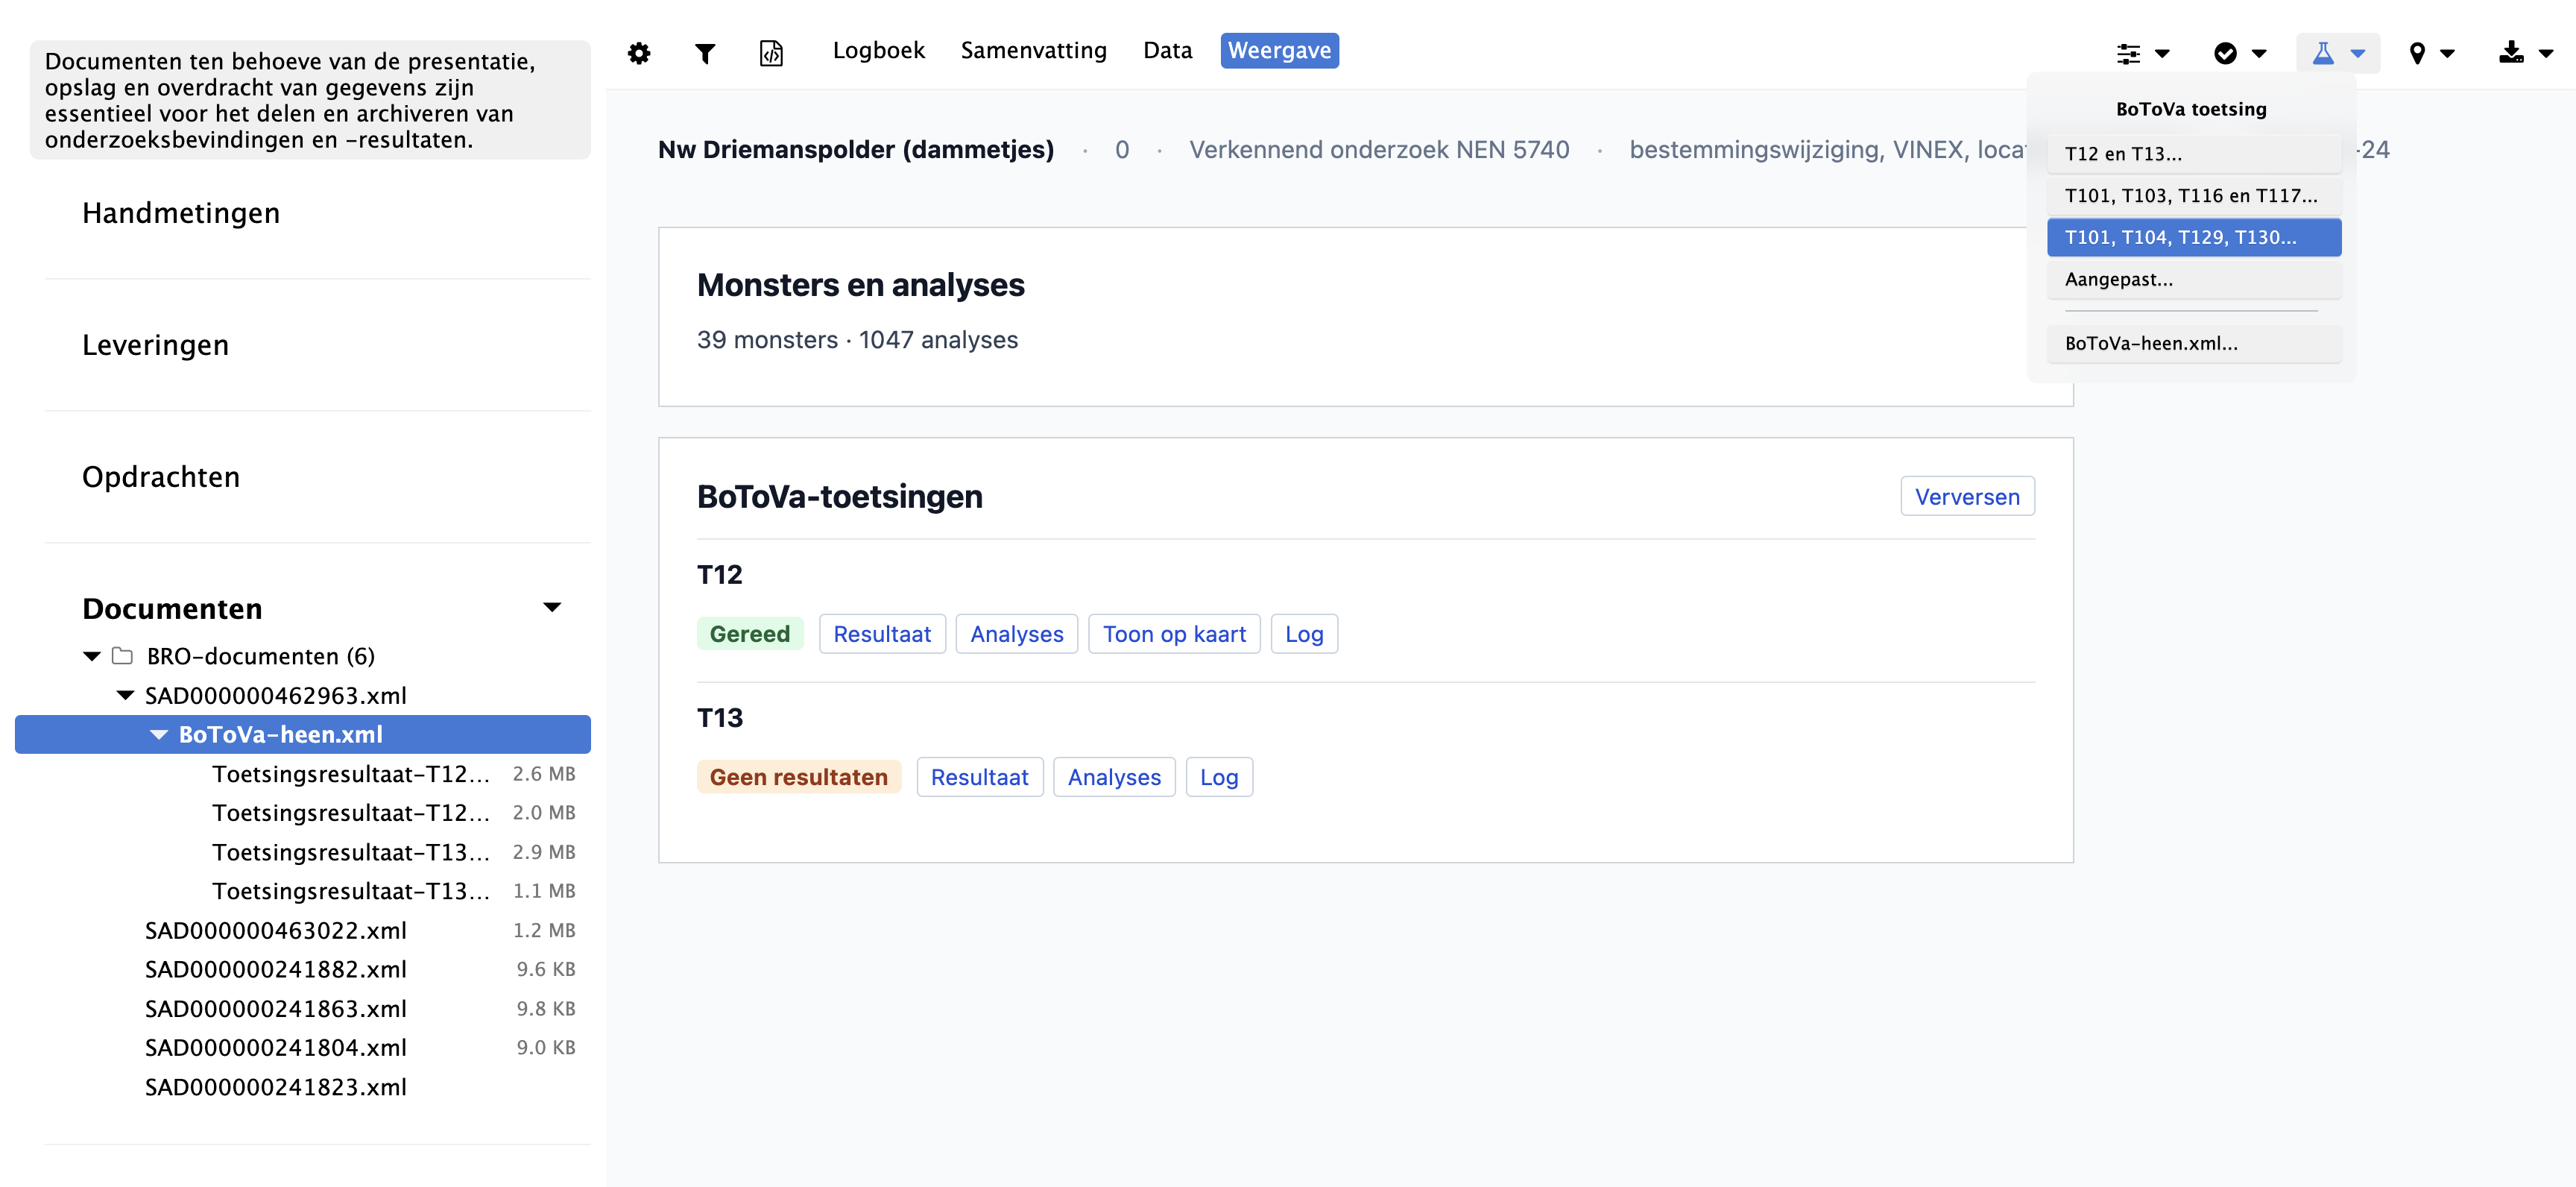 Documenten ten behoeve van de presentatie,
opslag en overdracht van gegevens zijn
essentieel voor het delen en archiveren van
onderzoeksbevindingen en -resultaten.
Handmetingen
Leveringen
Opdrachten
Documenten
BRO-documenten (6)
SAD000000462963.xml
BoToVa-heen.xml
Toetsingsresultaat-T12... 2.6 MB
Toetsingsresultaat-T12... 2.0 MB
Toetsingsresultaat-T13... 2.9 MB
Toetsingsresultaat-T13... 1.1 MB
SAD000000463022.xml 1.2 MB
SAD000000241882.xml 9.6 KB
SAD000000241863.xml 9.8 KB
SAD000000241804.xml 9.0 KB
SAD000000241823.xml
Logboek Samenvatting Data Weergave
Nw Driemanspolder (dammetjes) · 0 · Verkennend onderzoek NEN 5740 · bestemmingswijziging, VINEX, -24
BoToVa toetsing
T12 en T13...
T101, T103, T116 en T117...
T101, T104, T129, T130...
Aangepast...
BoToVa-heen.xml...
Monsters en analyses
39 monsters · 1047 analyses
BoToVa-toetsingen Verversen
T12
Gereed Resultaat Analyses Toon op kaart Log
T13
Geen resultaten Resultaat Analyses Log